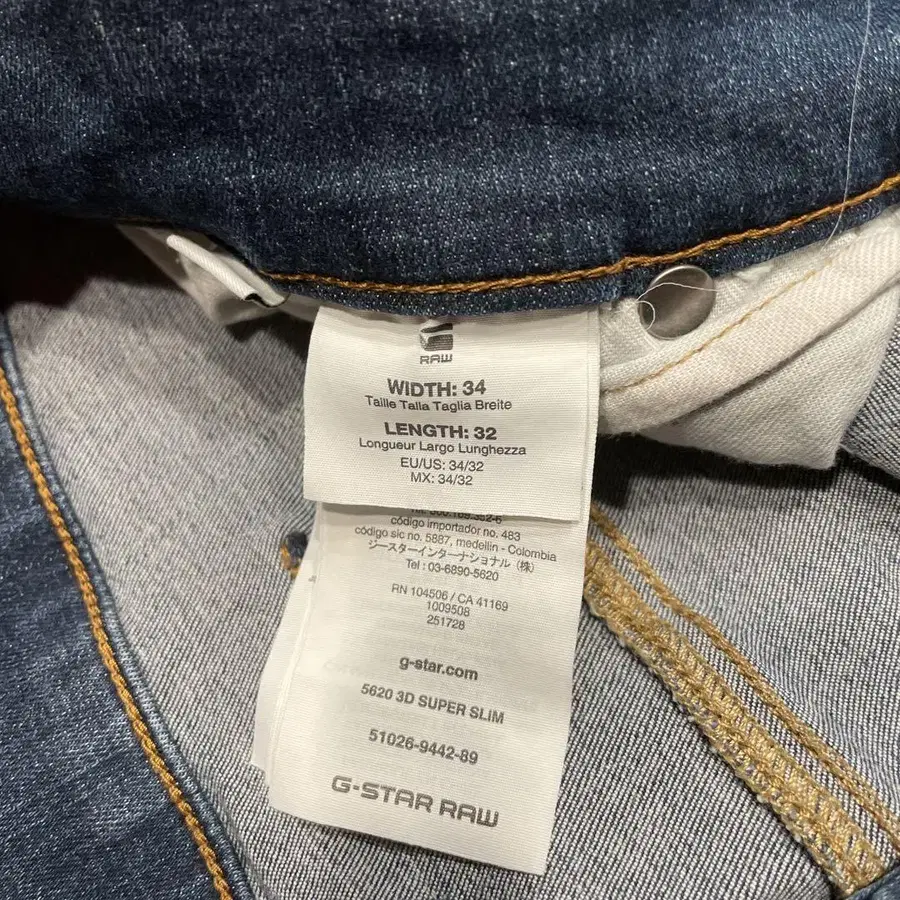 RAW
WIDTH: 34
Taille Talla Taglia Breite
LENGTH: 32
Longueur Largo Lunghezza
EU/US: 34/32
MX: 34/32
código importador no. 483
código sic no. 5887, medellin - Colombia
ジースターインターナショナル (株)
Tel : 03-6890-5620
RN 104506 / CA 41169
1009508
251728
g-star.com
5620 3D SUPER SLIM
51026-9442-89
G-STAR RAW